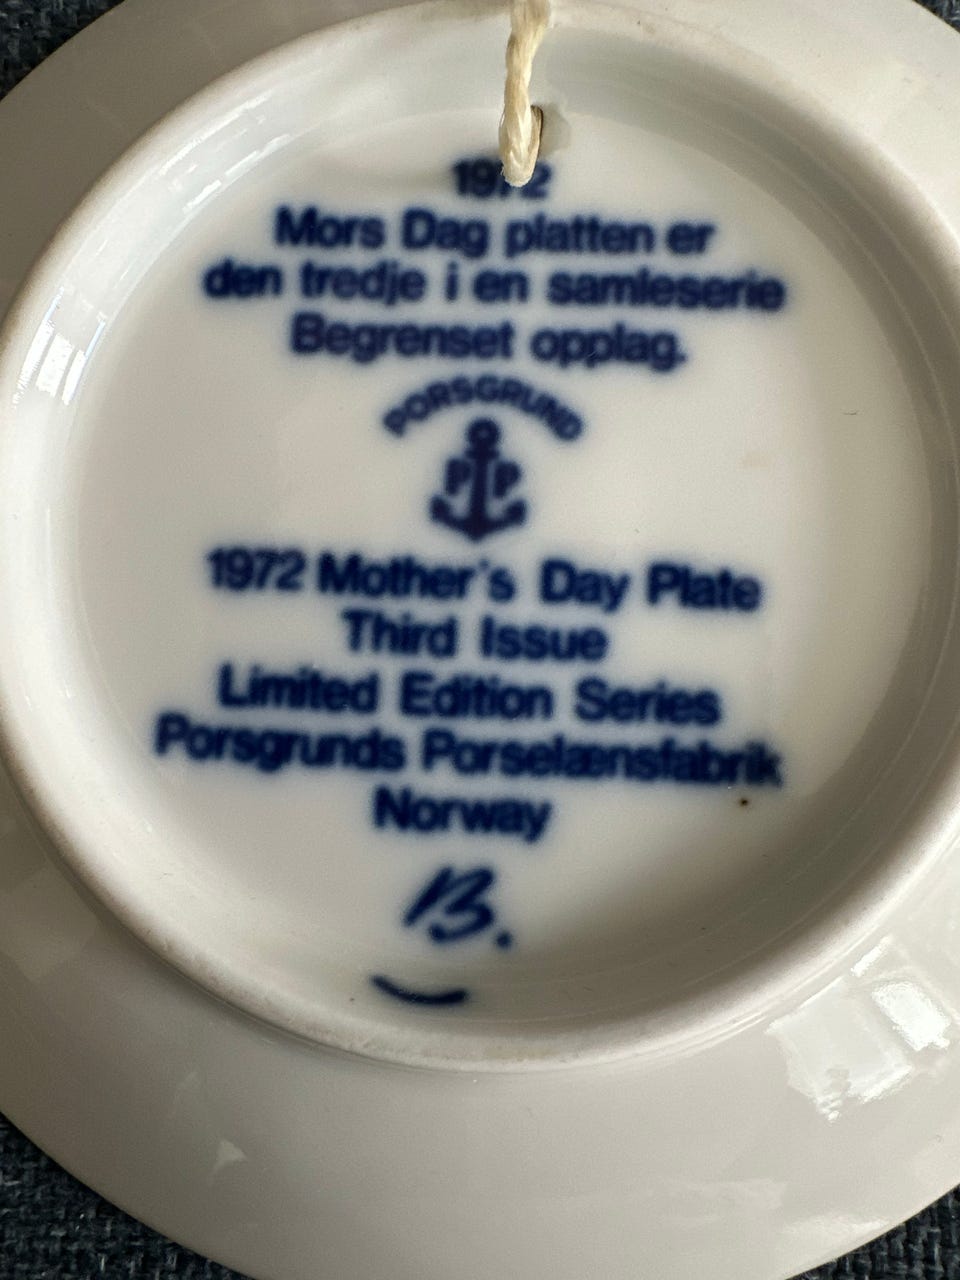 1972
Mors Dag platten er
den tredje i en samleserie
Begrenset opplag.
PORSGRUND
P P
1972 Mother's Day Plate
Third Issue
Limited Edition Series
Porsgrunds Porselænsfabrik
Norway
B.